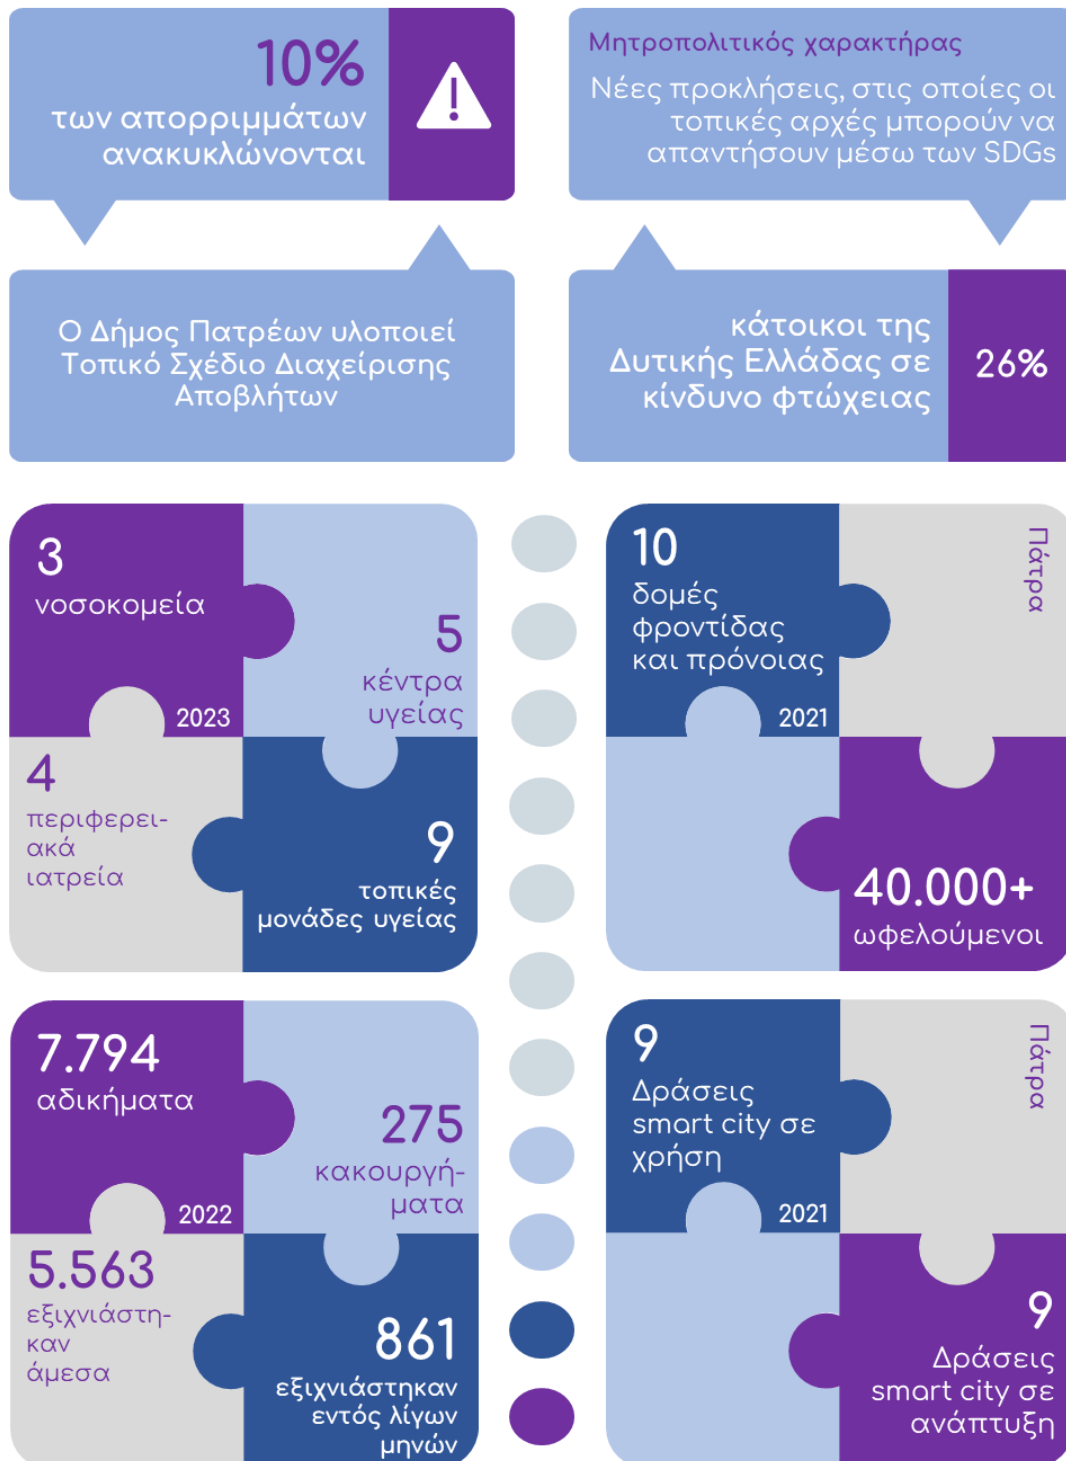 10%
των απορριμμάτων
ανακυκλώνονται
Μητροπολιτικός χαρακτήρας
Νέες προκλήσεις, στις οποίες οι
τοπικές αρχές μπορούν να
απαντήσουν μέσω των SDGs
Ο Δήμος Πατρέων υλοποιεί
Τοπικό Σχέδιο Διαχείρισης
Αποβλήτων
κάτοικοι της
Δυτικής Ελλάδας σε
κίνδυνο φτώχειας
26%
3
νοσοκομεία
2023
5
κέντρα
υγείας
4
περιφερει-
ακά
ιατρεία
9
τοπικές
μονάδες υγείας
10
δομές
φροντίδας
και πρόνοιας
2021
Πάτρα
40.000+
ωφελούμενοι
7.794
αδικήματα
2022
275
κακουργή-
ματα
5.563
εξιχνιάστη-
καν
άμεσα
861
εξιχνιάστηκαν
εντός λίγων
μηνών
9
Δράσεις
smart city σε
χρήση
2021
Πάτρα
9
Δράσεις
smart city σε
ανάπτυξη